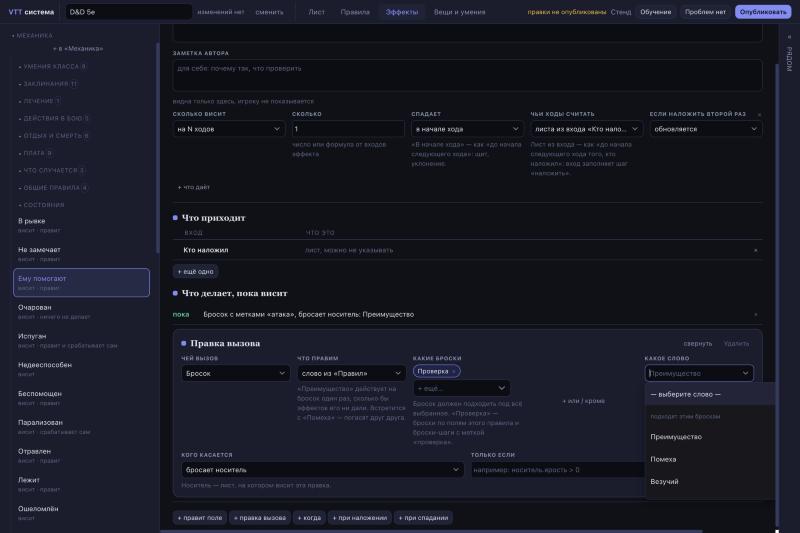 VTT система
D&D 5e
изменений нет
сменить
Лист
Правила
Эффекты
Вещи и умения
правки не опубликованы
Стенд
Обучение
Проблем нет
Опубликовать
«
РЯДОМ
МЕХАНИКА
+ в «Механика»
УМЕНИЯ КЛАССА 6
ЗАКЛИНАНИЯ 11
ЛЕЧЕНИЕ 1
ДЕЙСТВИЯ В БОЮ 5
ОТДЫХ И СМЕРТЬ 6
ПЛАТА 9
ЧТО СЛУЧАЕТСЯ 3
ОБЩИЕ ПРАВИЛА 4
СОСТОЯНИЯ
В рывке
висит · правит
Не замечает
висит · правит
Ему помогают
висит · правит
Очарован
висит · ничего не делает
Испуган
висит · правит и срабатывает сам
Недееспособен
висит · правит
Беспомощен
висит · правит
Парализован
висит · срабатывает сам
Отравлен
висит · правит
Лежит
висит · правит
Ошеломлён
висит
ЗАМЕТКА АВТОРА
для себя: почему так, что проверить
видна только здесь, игроку не показывается
СКОЛЬКО ВИСИТ
на N ходов
СКОЛЬКО
1
число или формула от входов
эффекта
СПАДАЕТ
в начале хода
«В начале хода» — как «до начала
следующего хода»: щит,
уклонение.
ЧЬИ ХОДЫ СЧИТАТЬ
листа из входа «Кто нало...
Лист из входа — как «до начала
следующего хода того, кто
наложил»: вход заполняет шаг
«наложить».
ЕСЛИ НАЛОЖИТЬ ВТОРОЙ РАЗ ×
обновляется
+ что даёт
Что приходит
ВХОД
ЧТО ЭТО
Кто наложил
лист, можно не указывать
×
+ ещё одно
Что делает, пока висит
пока
Бросок с метками «атака», бросает носитель: Преимущество
×
Правка вызова
свернуть
Удалить
ЧЕЙ ВЫЗОВ
Бросок
ЧТО ПРАВИМ
слово из «Правил»
«Преимущество» действует на
бросок один раз, сколько бы
эффектов его ни дали. Встретится
с «Помеха» — погасят друг друга.
КАКИЕ БРОСКИ
Проверка ×
+ ещё...
Бросок должен подходить под всё
выбранное. «Проверка» —
броски по полям этого правила и
броски-шаги с меткой
«проверка».
+ или / кроме
КАКОЕ СЛОВО
Преимущество
— выберите слово —
подходят этим броскам
Преимущество
Помеха
Везучий
КОГО КАСАЕТСЯ
бросает носитель
Носитель — лист, на котором висит эта правка.
ТОЛЬКО ЕСЛИ
например: носитель.ярость > 0
+ правит поле
+ правка вызова
+ когда
+ при наложении
+ при спадании